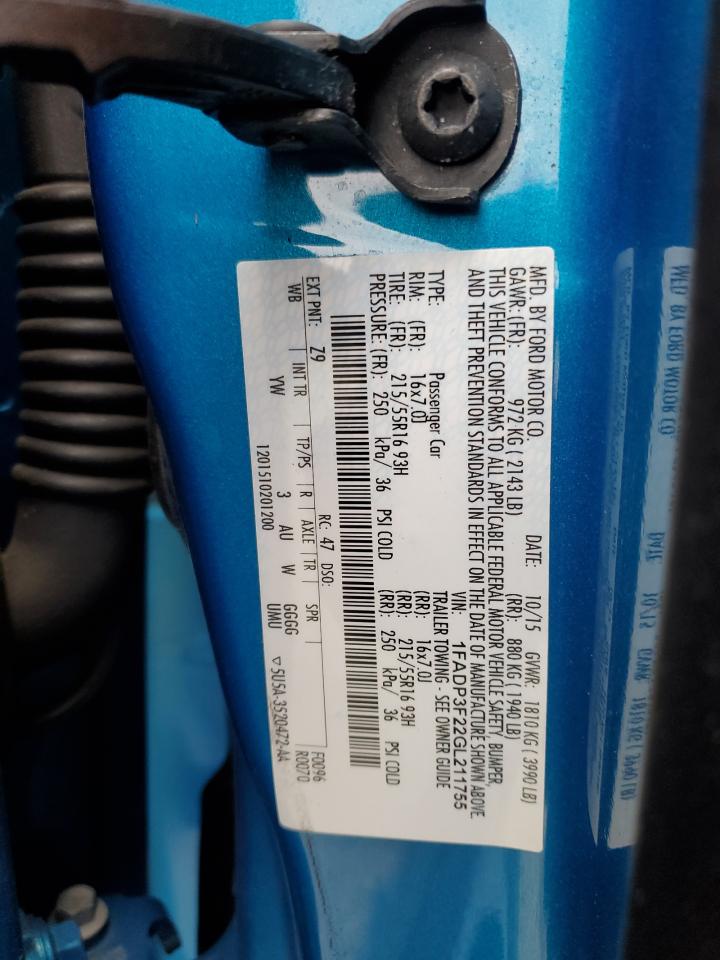 MFD. BY FORD MOTOR CO. DATE: 10/15 GVWR: 1810 KG ( 3990 LB)
GAWR: (FR): 972 KG ( 2143 LB) (RR): 880 KG ( 1940 LB)
THIS VEHICLE CONFORMS TO ALL APPLICABLE FEDERAL MOTOR VEHICLE SAFETY, BUMPER,
AND THEFT PREVENTION STANDARDS IN EFFECT ON THE DATE OF MANUFACTURE SHOWN ABOVE.
VIN: 1FADP3F22GL211755
TYPE: Passenger Car TRAILER TOWING - SEE OWNER GUIDE
RIM: (FR): 16x7.0J (RR): 16x7.0J
TIRE: (FR): 215/55R16 93H (RR): 215/55R16 93H
PRESSURE: (FR): 250 kPa/ 36 PSI COLD (RR): 250 kPa/ 36 PSI COLD
EXT PNT: Z9 RC: 47 DSO: F0096
WB INT TR TP/PS R AXLE TR SPR R0070
YW 3 AU W GGGG
UMU
1201510201200 5U5A-3520472-AA